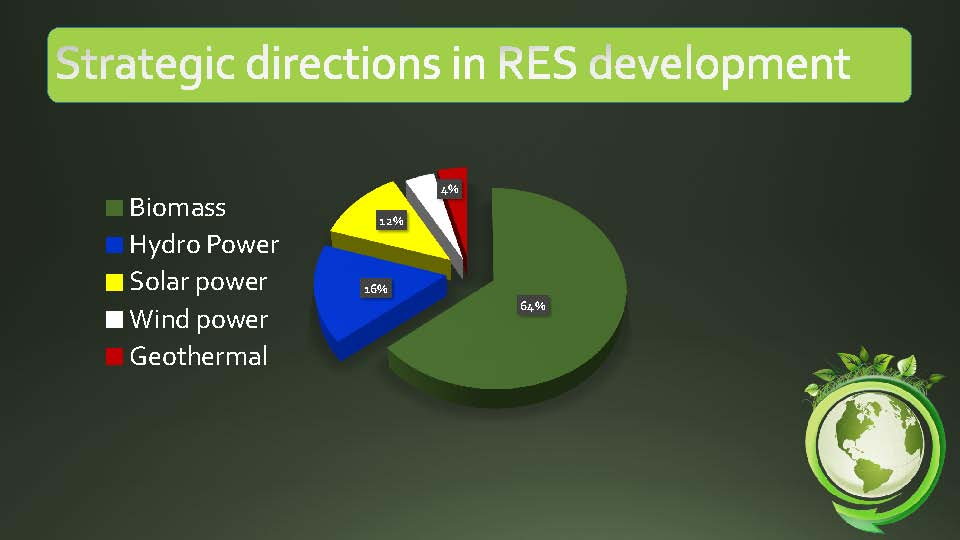 Strategic directions in RES development
Biomass
Hydro Power
Solar power
Wind power
Geothermal
4%
12%
16%
64%